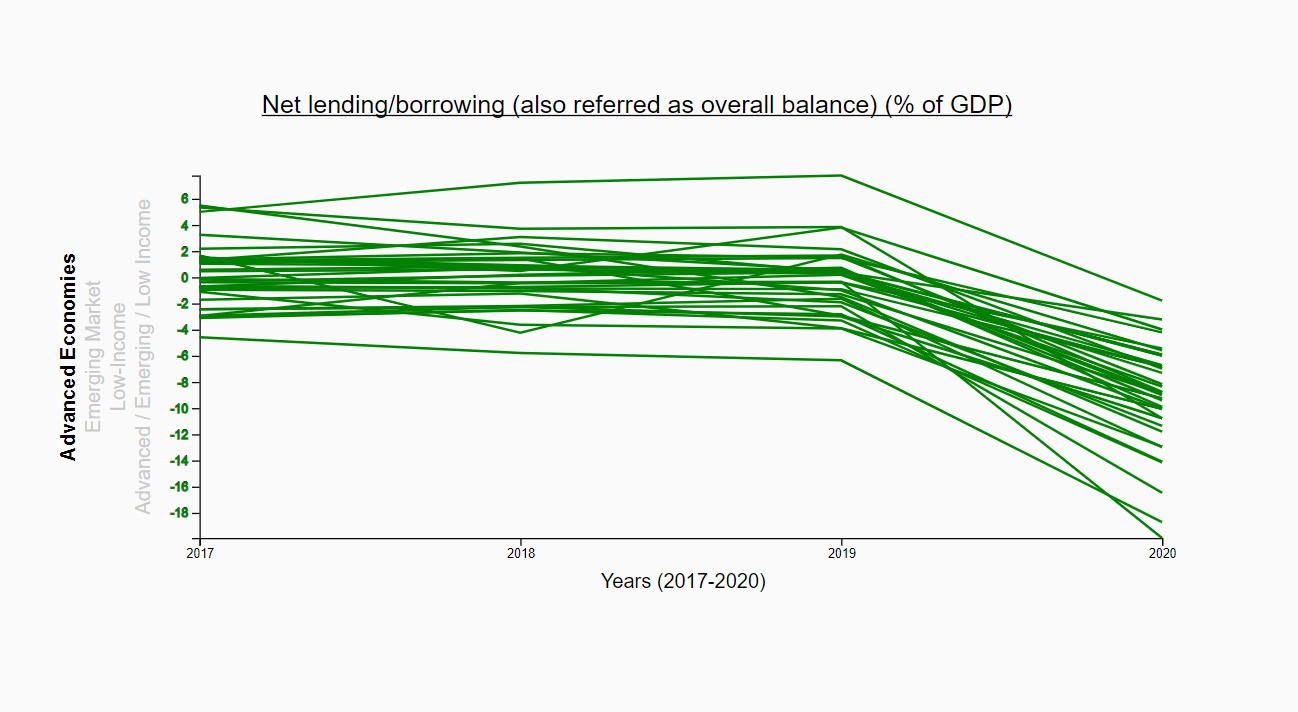 Net lending/borrowing (also referred as overall balance) (% of GDP)
Advanced Economies
Emerging Market
Low-Income
Advanced / Emerging / Low Income
6
4
2
0
-2
-4
-6
-8
-10
-12
-14
-16
-18
2017 2018 2019 2020
Years (2017-2020)